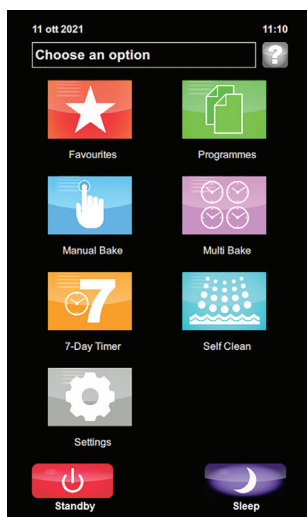 11 ott 2021 11:10
Choose an option ?
Favourites Programmes
Manual Bake Multi Bake
7
7-Day Timer Self Clean
Settings
Standby Sleep